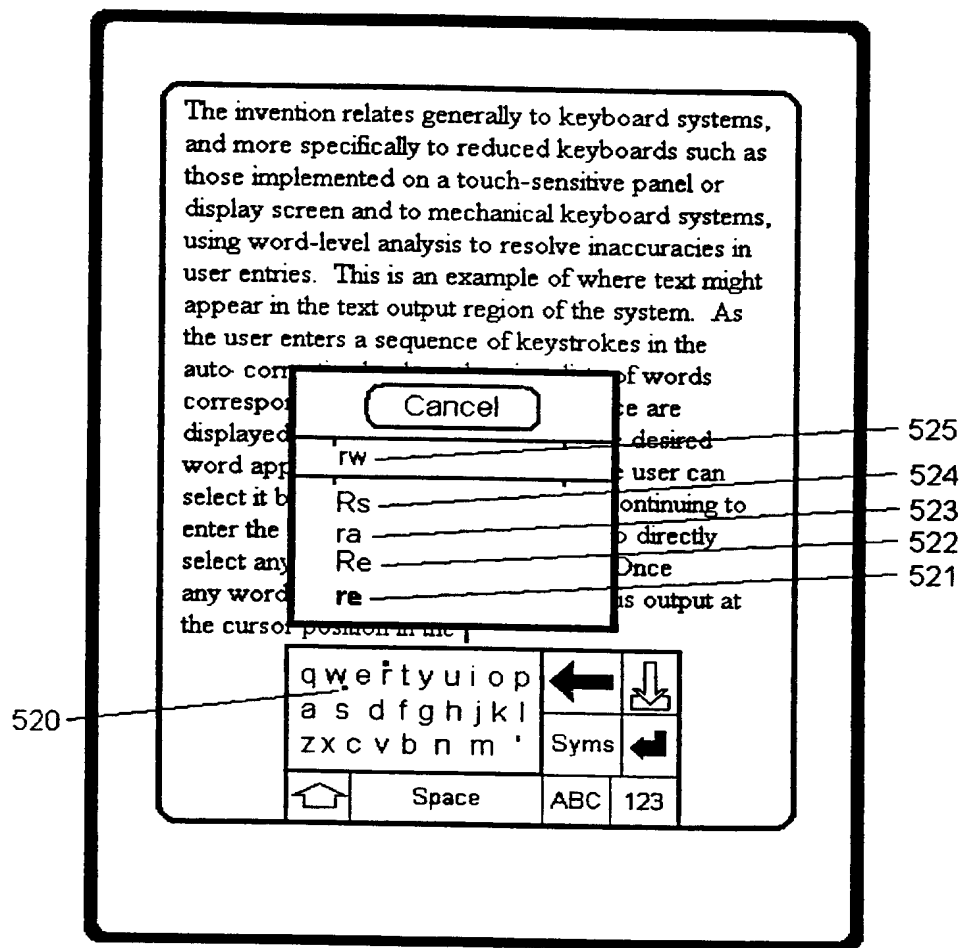 The invention relates generally to keyboard systems,
and more specifically to reduced keyboards such as
those implemented on a touch-sensitive panel or
display screen and to mechanical keyboard systems,
using word-level analysis to resolve inaccuracies in
user entries. This is an example of where text might
appear in the text output region of the system. As
the user enters a sequence of keystrokes in the
auto- of words
Cancel
are
displayed desired 525
rw
word user can
524
select it ontinuing to
Rs
523
enter the directly
ra
522
select any Once
Re
521
any word is output at
re
the cursor position in the
q w e r t y u i o p
520
a s d f g h j k l
z x c v b n m '
Syms
Space ABC 123